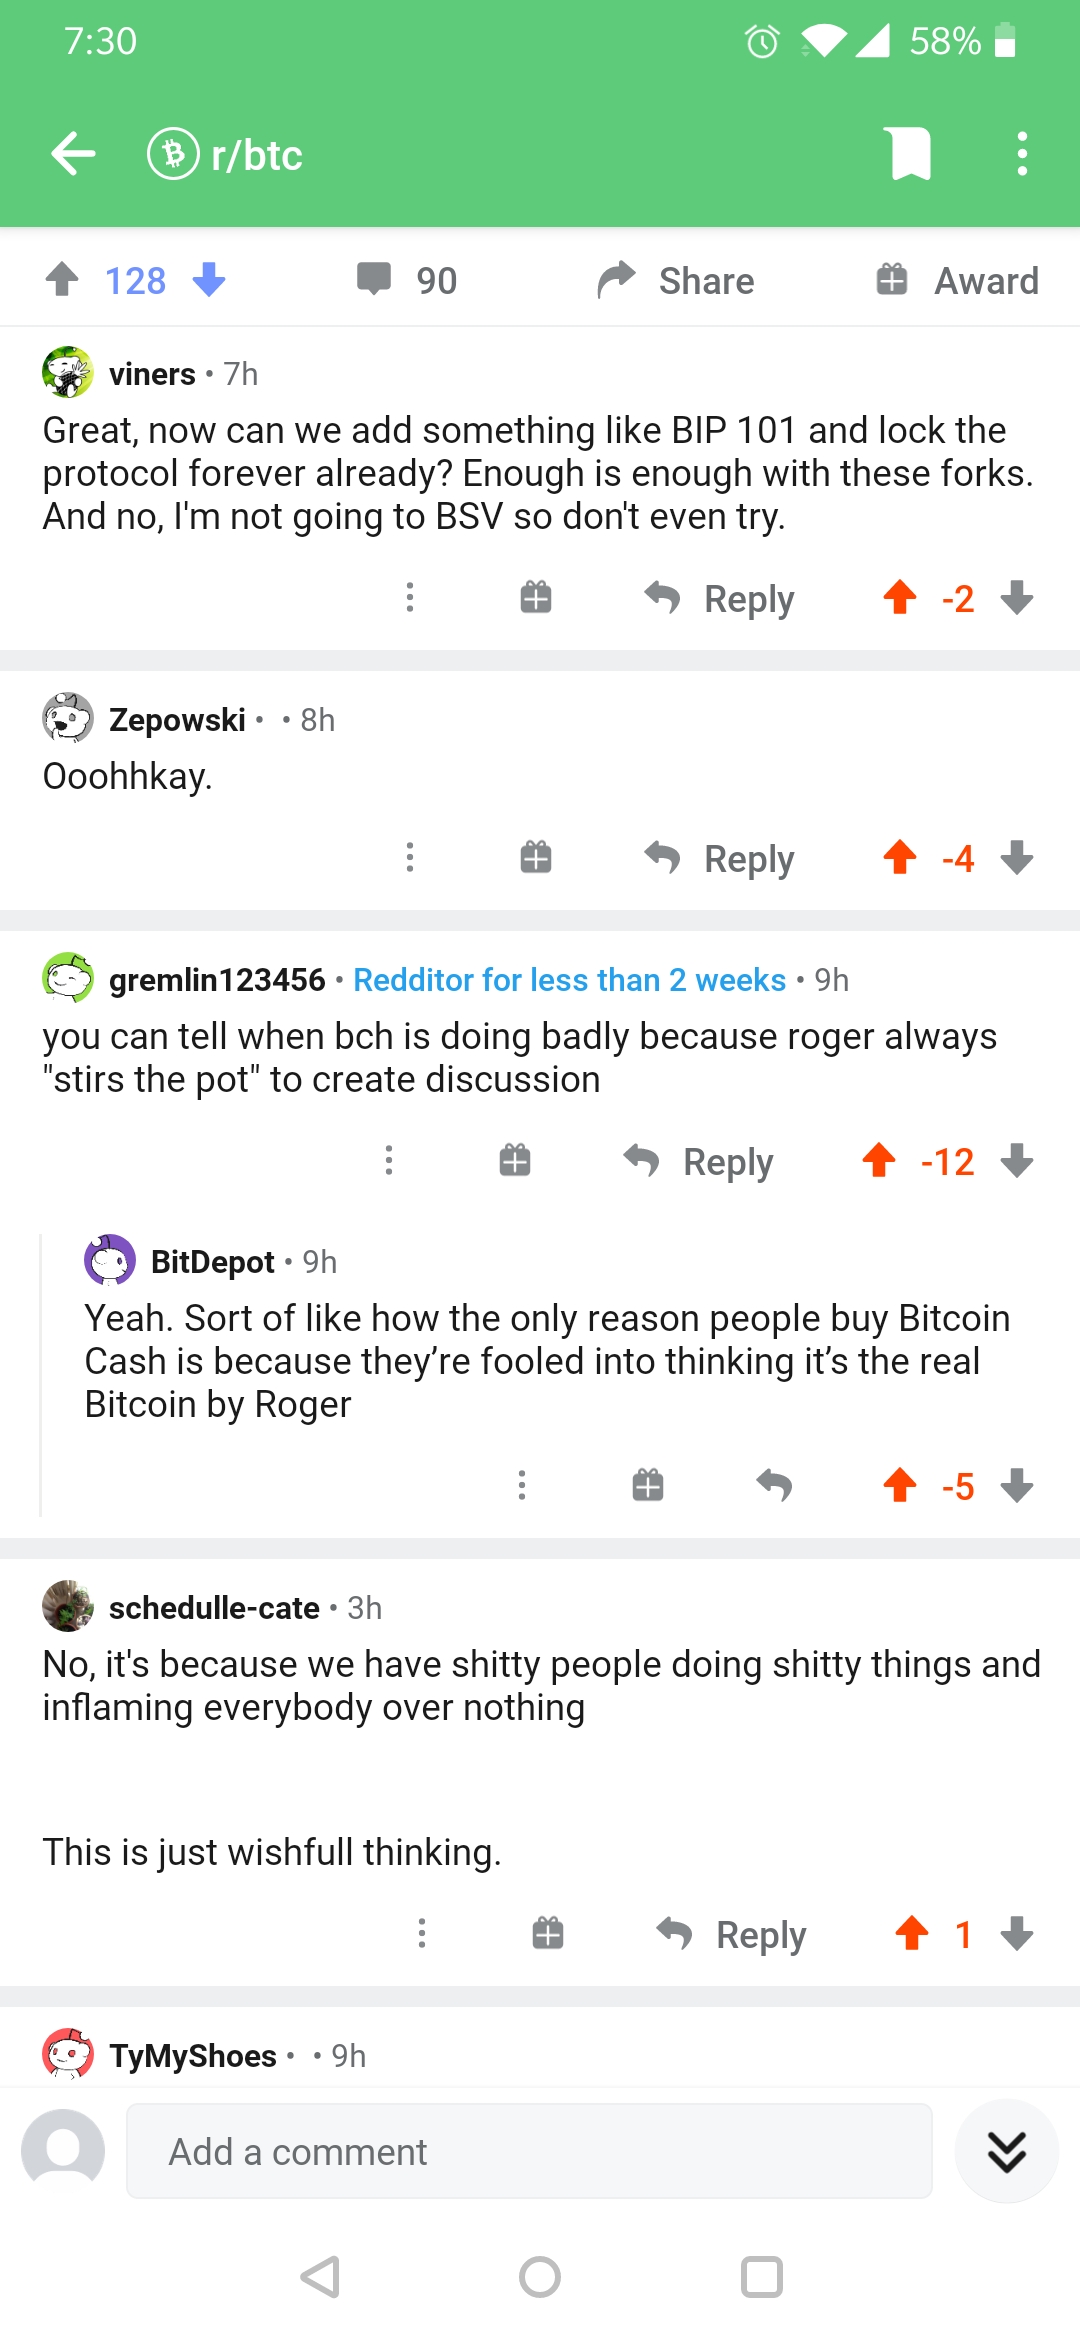 7:30 58%
r/btc
128 90 Share Award
viners • 7h
Great, now can we add something like BIP 101 and lock the
protocol forever already? Enough is enough with these forks.
And no, I'm not going to BSV so don't even try.
Reply -2
Zepowski • • 8h
Ooohhkay.
Reply -4
gremlin123456 • Redditor for less than 2 weeks • 9h
you can tell when bch is doing badly because roger always
"stirs the pot" to create discussion
Reply -12
BitDepot • 9h
Yeah. Sort of like how the only reason people buy Bitcoin
Cash is because they’re fooled into thinking it’s the real
Bitcoin by Roger
-5
schedulle-cate • 3h
No, it's because we have shitty people doing shitty things and
inflaming everybody over nothing
This is just wishfull thinking.
Reply 1
TyMyShoes • • 9h
Add a comment